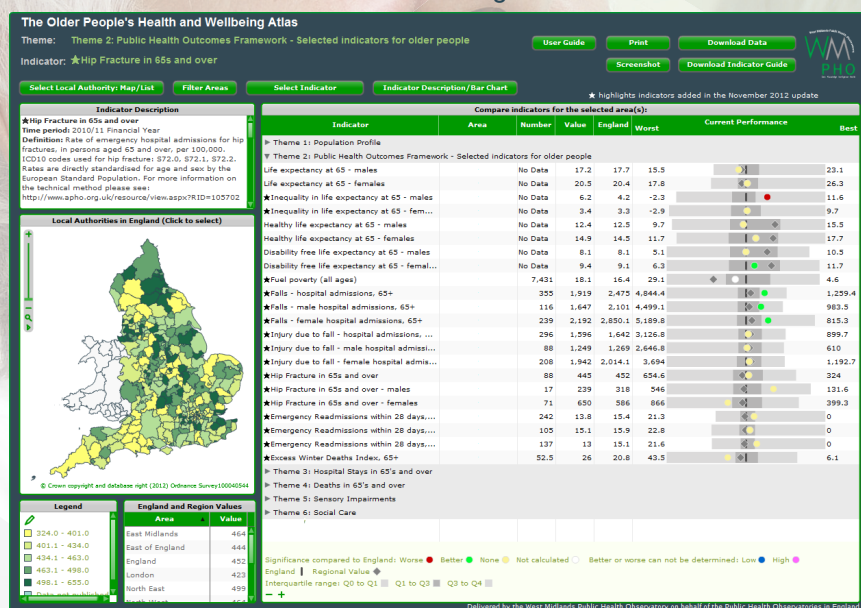 The Older People's Health and Wellbeing Atlas
Theme: Theme 2: Public Health Outcomes Framework - Selected indicators for older people
Indicator: ★Hip Fracture in 65s and over
User Guide Print Download Data
Screenshot Download Indicator Guide
WMPHO
Select Local Authority: Map/List Filter Areas Select Indicator Indicator Description/Bar Chart
★ highlights indicators added in the November 2012 update
Indicator Description
★Hip Fracture in 65s and over
Time period: 2010/11 Financial Year
Definition: Rate of emergency hospital admissions for hip
fractures, in persons aged 65 and over, per 100,000.
ICD10 codes used for hip fracture: S72.0, S72.1, S72.2.
Rates are directly standardised for age and sex by the
European Standard Population. For more information on
the technical method please see:
http://www.apho.org.uk/resource/view.aspx?RID=105702
Local Authorities in England (Click to select)
© Crown copyright and database right (2012) Ordnance Survey100040544
Legend
324.0 - 401.0
401.1 - 434.0
434.1 - 463.0
463.1 - 498.0
498.1 - 655.0
Data not published
England and Region Values
Area Value
East Midlands 464
East of England 444
England 452
London 423
North East 499
Compare indicators for the selected area(s):
Indicator Area Number Value England Worst Current Performance Best
Theme 1: Population Profile
Theme 2: Public Health Outcomes Framework - Selected indicators for older people
Life expectancy at 65 - males No Data 17.2 17.7 15.5 23.1
Life expectancy at 65 - females No Data 20.5 20.4 17.8 26.3
★Inequality in life expectancy at 65 - males No Data 6.2 4.2 -2.3 11.6
★Inequality in life expectancy at 65 - fem... No Data 3.4 3.3 -2.9 9.7
Healthy life expectancy at 65 - males No Data 12.4 12.5 9.7 15.5
Healthy life expectancy at 65 - females No Data 14.9 14.5 11.7 17.7
Disability free life expectancy at 65 - males No Data 8.1 8.1 5.1 10.5
Disability free life expectancy at 65 - femal... No Data 9.4 9.1 6.3 11.7
★Fuel poverty (all ages) 7,431 18.1 16.4 29.1 4.6
★Falls - hospital admissions, 65+ 355 1,919 2,475 4,844.4 1,259.4
★Falls - male hospital admissions, 65+ 116 1,647 2,101 4,499.1 983.5
★Falls - female hospital admissions, 65+ 239 2,192 2,850.1 5,189.8 815.3
★Injury due to fall - hospital admissions, ... 296 1,596 1,642 3,126.8 899.7
★Injury due to fall - male hospital admissi... 88 1,249 1,269 2,646.8 610
★Injury due to fall - female hospital admis... 208 1,942 2,014.1 3,694 1,192.7
★Hip Fracture in 65s and over 88 445 452 654.6 324
★Hip Fracture in 65s and over - males 17 239 318 546 131.6
★Hip Fracture in 65s and over - females 71 650 586 866 399.3
★Emergency Readmissions within 28 days,... 242 13.8 15.4 21.3 0
★Emergency Readmissions within 28 days,... 105 15.1 15.9 22.8 0
★Emergency Readmissions within 28 days,... 137 13 15.1 21.6 0
★Excess Winter Deaths Index, 65+ 52.5 26 20.8 43.5 6.1
Theme 3: Hospital Stays in 65's and over
Theme 4: Deaths in 65's and over
Theme 5: Sensory Impairments
Theme 6: Social Care
Significance compared to England: Worse Better None Not calculated Better or worse can not be determined: Low High
England Regional Value
Interquartile range: Q0 to Q1 Q1 to Q3 Q3 to Q4
Delivered by the West Midlands Public Health Observatory on behalf of the Public Health Observatories in England